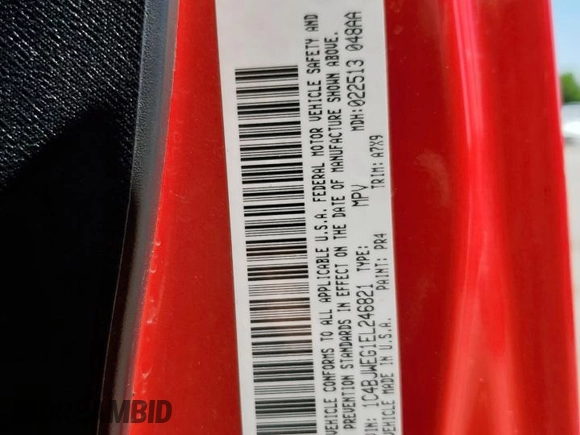 VEHICLE CONFORMS TO ALL APPLICABLE U.S.A. FEDERAL MOTOR VEHICLE SAFETY AND
PREVENTION STANDARDS IN EFFECT ON THE DATE OF MANUFACTURE SHOWN ABOVE.
MDH:022513 048AA
VIN: 1C4BJWEG1EL246821 TYPE: MPV
VEHICLE MADE IN U.S.A. PAINT: PR4 TRIM: A7X9